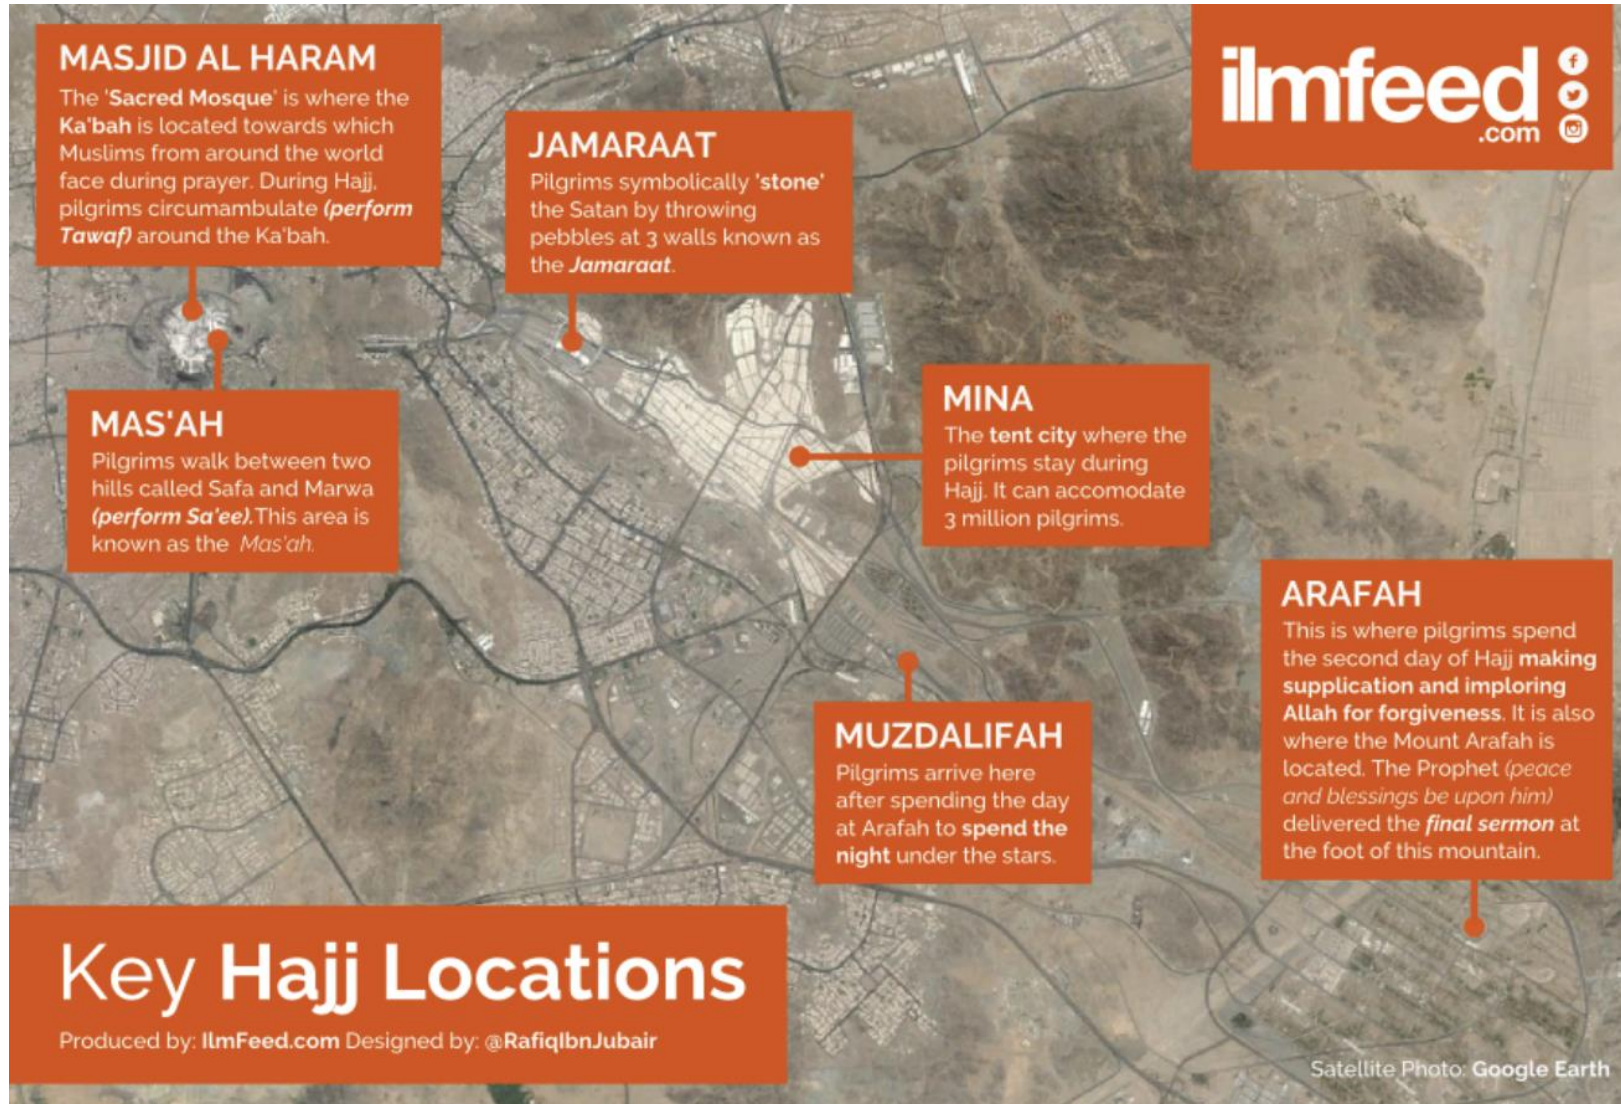 MASJID AL HARAM
The 'Sacred Mosque' is where the
Ka'bah is located towards which
Muslims from around the world
face during prayer. During Hajj,
pilgrims circumambulate (perform
Tawaf) around the Ka'bah.
JAMARAAT
Pilgrims symbolically 'stone'
the Satan by throwing
pebbles at 3 walls known as
the Jamaraat.
ilmfeed
.com
MAS'AH
Pilgrims walk between two
hills called Safa and Marwa
(perform Sa'ee).This area is
known as the Mas'ah.
MINA
The tent city where the
pilgrims stay during
Hajj. It can accomodate
3 million pilgrims.
MUZDALIFAH
Pilgrims arrive here
after spending the day
at Arafah to spend the
night under the stars.
ARAFAH
This is where pilgrims spend
the second day of Hajj making
supplication and imploring
Allah for forgiveness. It is also
where the Mount Arafah is
located. The Prophet (peace
and blessings be upon him)
delivered the final sermon at
the foot of this mountain.
Key Hajj Locations
Produced by: IlmFeed.com Designed by: @RafiqIbnJubair
Satellite Photo: Google Earth